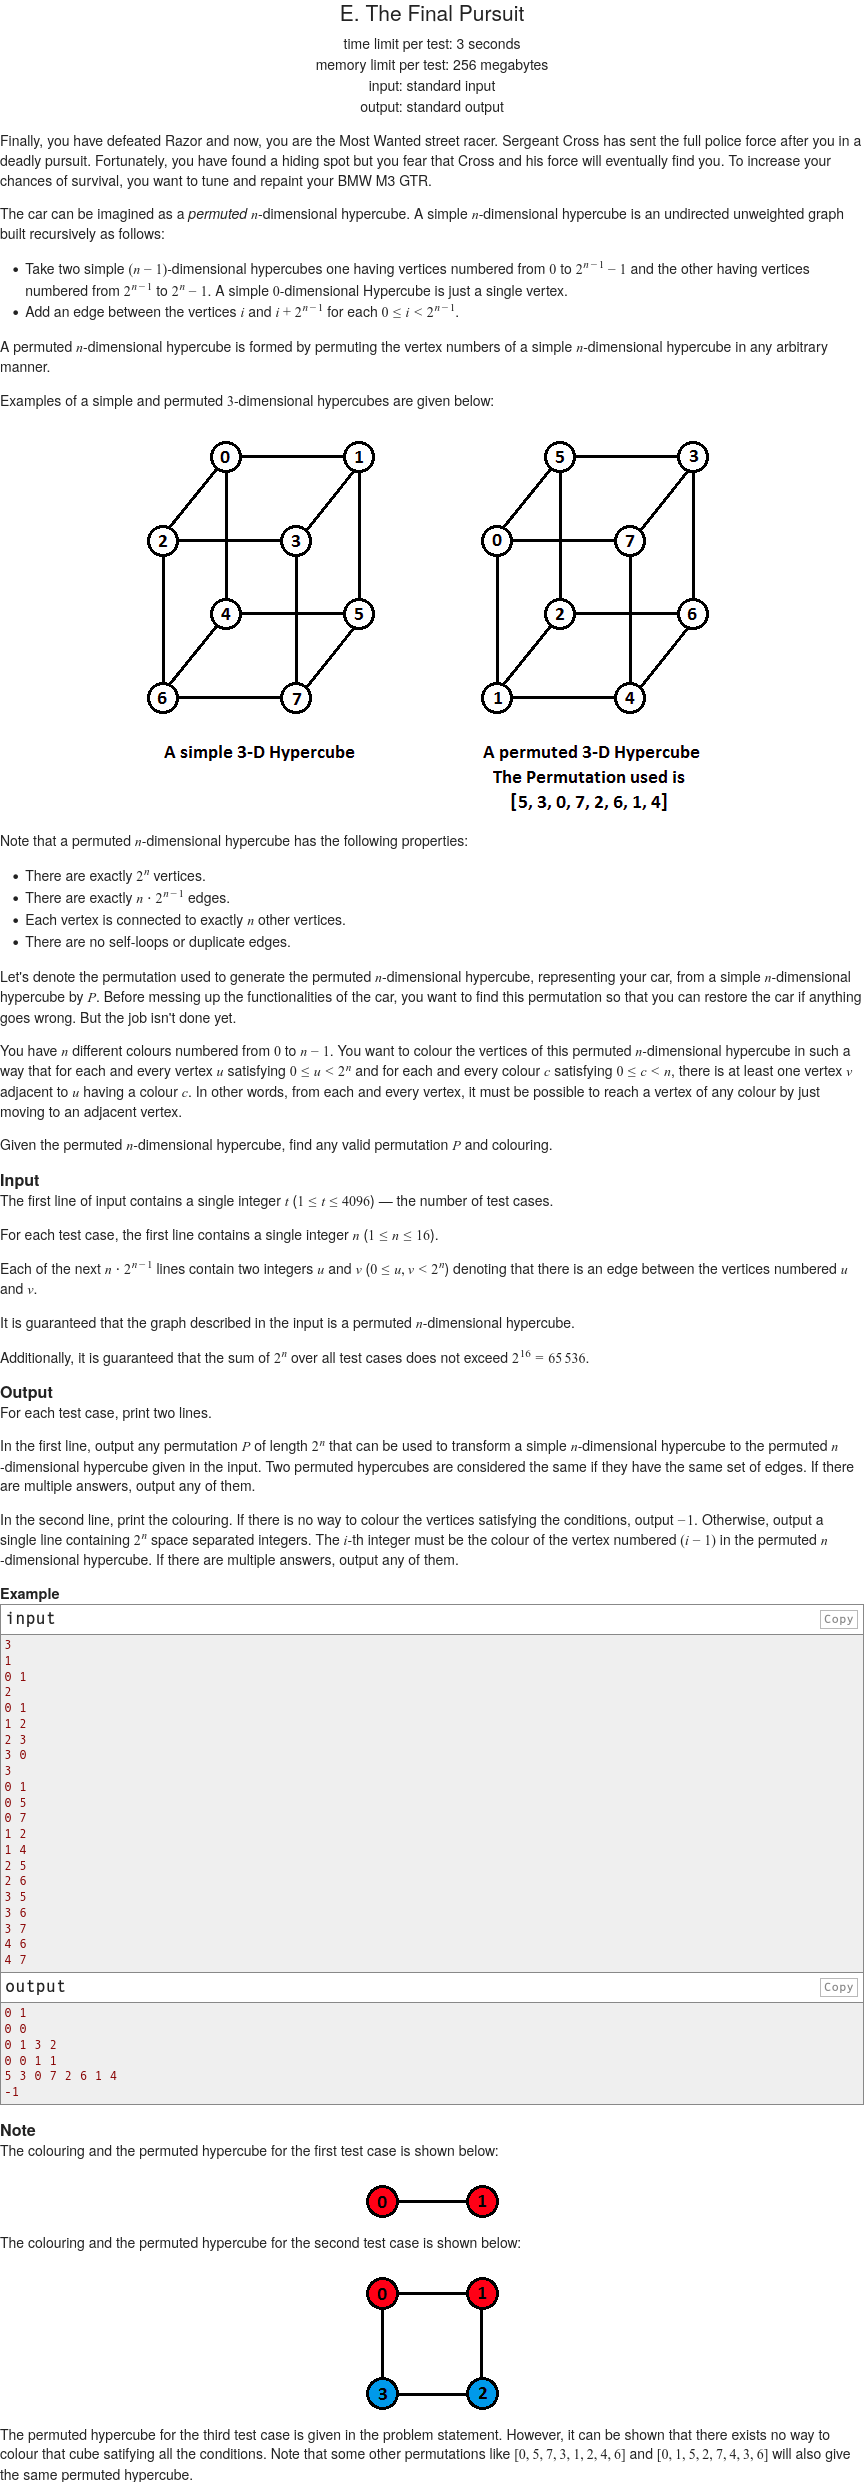 E. The Final Pursuit
time limit per test: 3 seconds
memory limit per test: 256 megabytes
input: standard input
output: standard output
Finally, you have defeated Razor and now, you are the Most Wanted street racer. Sergeant Cross has sent the full police force after you in a
deadly pursuit. Fortunately, you have found a hiding spot but you fear that Cross and his force will eventually find you. To increase your
chances of survival, you want to tune and repaint your BMW M3 GTR.
The car can be imagined as a permuted n-dimensional hypercube. A simple n-dimensional hypercube is an undirected unweighted graph
built recursively as follows:
• Take two simple (n − 1)-dimensional hypercubes one having vertices numbered from 0 to 2^{n−1} − 1 and the other having vertices
numbered from 2^{n−1} to 2^n − 1. A simple 0-dimensional Hypercube is just a single vertex.
• Add an edge between the vertices i and i + 2^{n−1} for each 0 ≤ i < 2^{n−1}.
A permuted n-dimensional hypercube is formed by permuting the vertex numbers of a simple n-dimensional hypercube in any arbitrary
manner.
Examples of a simple and permuted 3-dimensional hypercubes are given below:
0 1 5 3
2 3 0 7
4 5 2 6
6 7 1 4
A simple 3-D Hypercube A permuted 3-D Hypercube
The Permutation used is
[5, 3, 0, 7, 2, 6, 1, 4]
Note that a permuted n-dimensional hypercube has the following properties:
• There are exactly 2^n vertices.
• There are exactly n · 2^{n−1} edges.
• Each vertex is connected to exactly n other vertices.
• There are no self-loops or duplicate edges.
Let's denote the permutation used to generate the permuted n-dimensional hypercube, representing your car, from a simple n-dimensional
hypercube by P. Before messing up the functionalities of the car, you want to find this permutation so that you can restore the car if anything
goes wrong. But the job isn't done yet.
You have n different colours numbered from 0 to n − 1. You want to colour the vertices of this permuted n-dimensional hypercube in such a
way that for each and every vertex u satisfying 0 ≤ u < 2^n and for each and every colour c satisfying 0 ≤ c < n, there is at least one vertex v
adjacent to u having a colour c. In other words, from each and every vertex, it must be possible to reach a vertex of any colour by just
moving to an adjacent vertex.
Given the permuted n-dimensional hypercube, find any valid permutation P and colouring.
Input
The first line of input contains a single integer t (1 ≤ t ≤ 4096) — the number of test cases.
For each test case, the first line contains a single integer n (1 ≤ n ≤ 16).
Each of the next n · 2^{n−1} lines contain two integers u and v (0 ≤ u, v < 2^n) denoting that there is an edge between the vertices numbered u
and v.
It is guaranteed that the graph described in the input is a permuted n-dimensional hypercube.
Additionally, it is guaranteed that the sum of 2^n over all test cases does not exceed 2^{16} = 65 536.
Output
For each test case, print two lines.
In the first line, output any permutation P of length 2^n that can be used to transform a simple n-dimensional hypercube to the permuted n
-dimensional hypercube given in the input. Two permuted hypercubes are considered the same if they have the same set of edges. If there
are multiple answers, output any of them.
In the second line, print the colouring. If there is no way to colour the vertices satisfying the conditions, output −1. Otherwise, output a
single line containing 2^n space separated integers. The i-th integer must be the colour of the vertex numbered (i − 1) in the permuted n
-dimensional hypercube. If there are multiple answers, output any of them.
Example
input Copy
3
1
0 1
2
0 1
1 2
2 3
3 0
3
0 1
0 5
0 7
1 2
1 4
2 5
2 6
3 5
3 6
3 7
4 6
4 7
output Copy
0 1
0 0
0 1 3 2
0 0 1 1
5 3 0 7 2 6 1 4
-1
Note
The colouring and the permuted hypercube for the first test case is shown below:
0 1
The colouring and the permuted hypercube for the second test case is shown below:
0 1
3 2
The permuted hypercube for the third test case is given in the problem statement. However, it can be shown that there exists no way to
colour that cube satifying all the conditions. Note that some other permutations like [0, 5, 7, 3, 1, 2, 4, 6] and [0, 1, 5, 2, 7, 4, 3, 6] will also give
the same permuted hypercube.